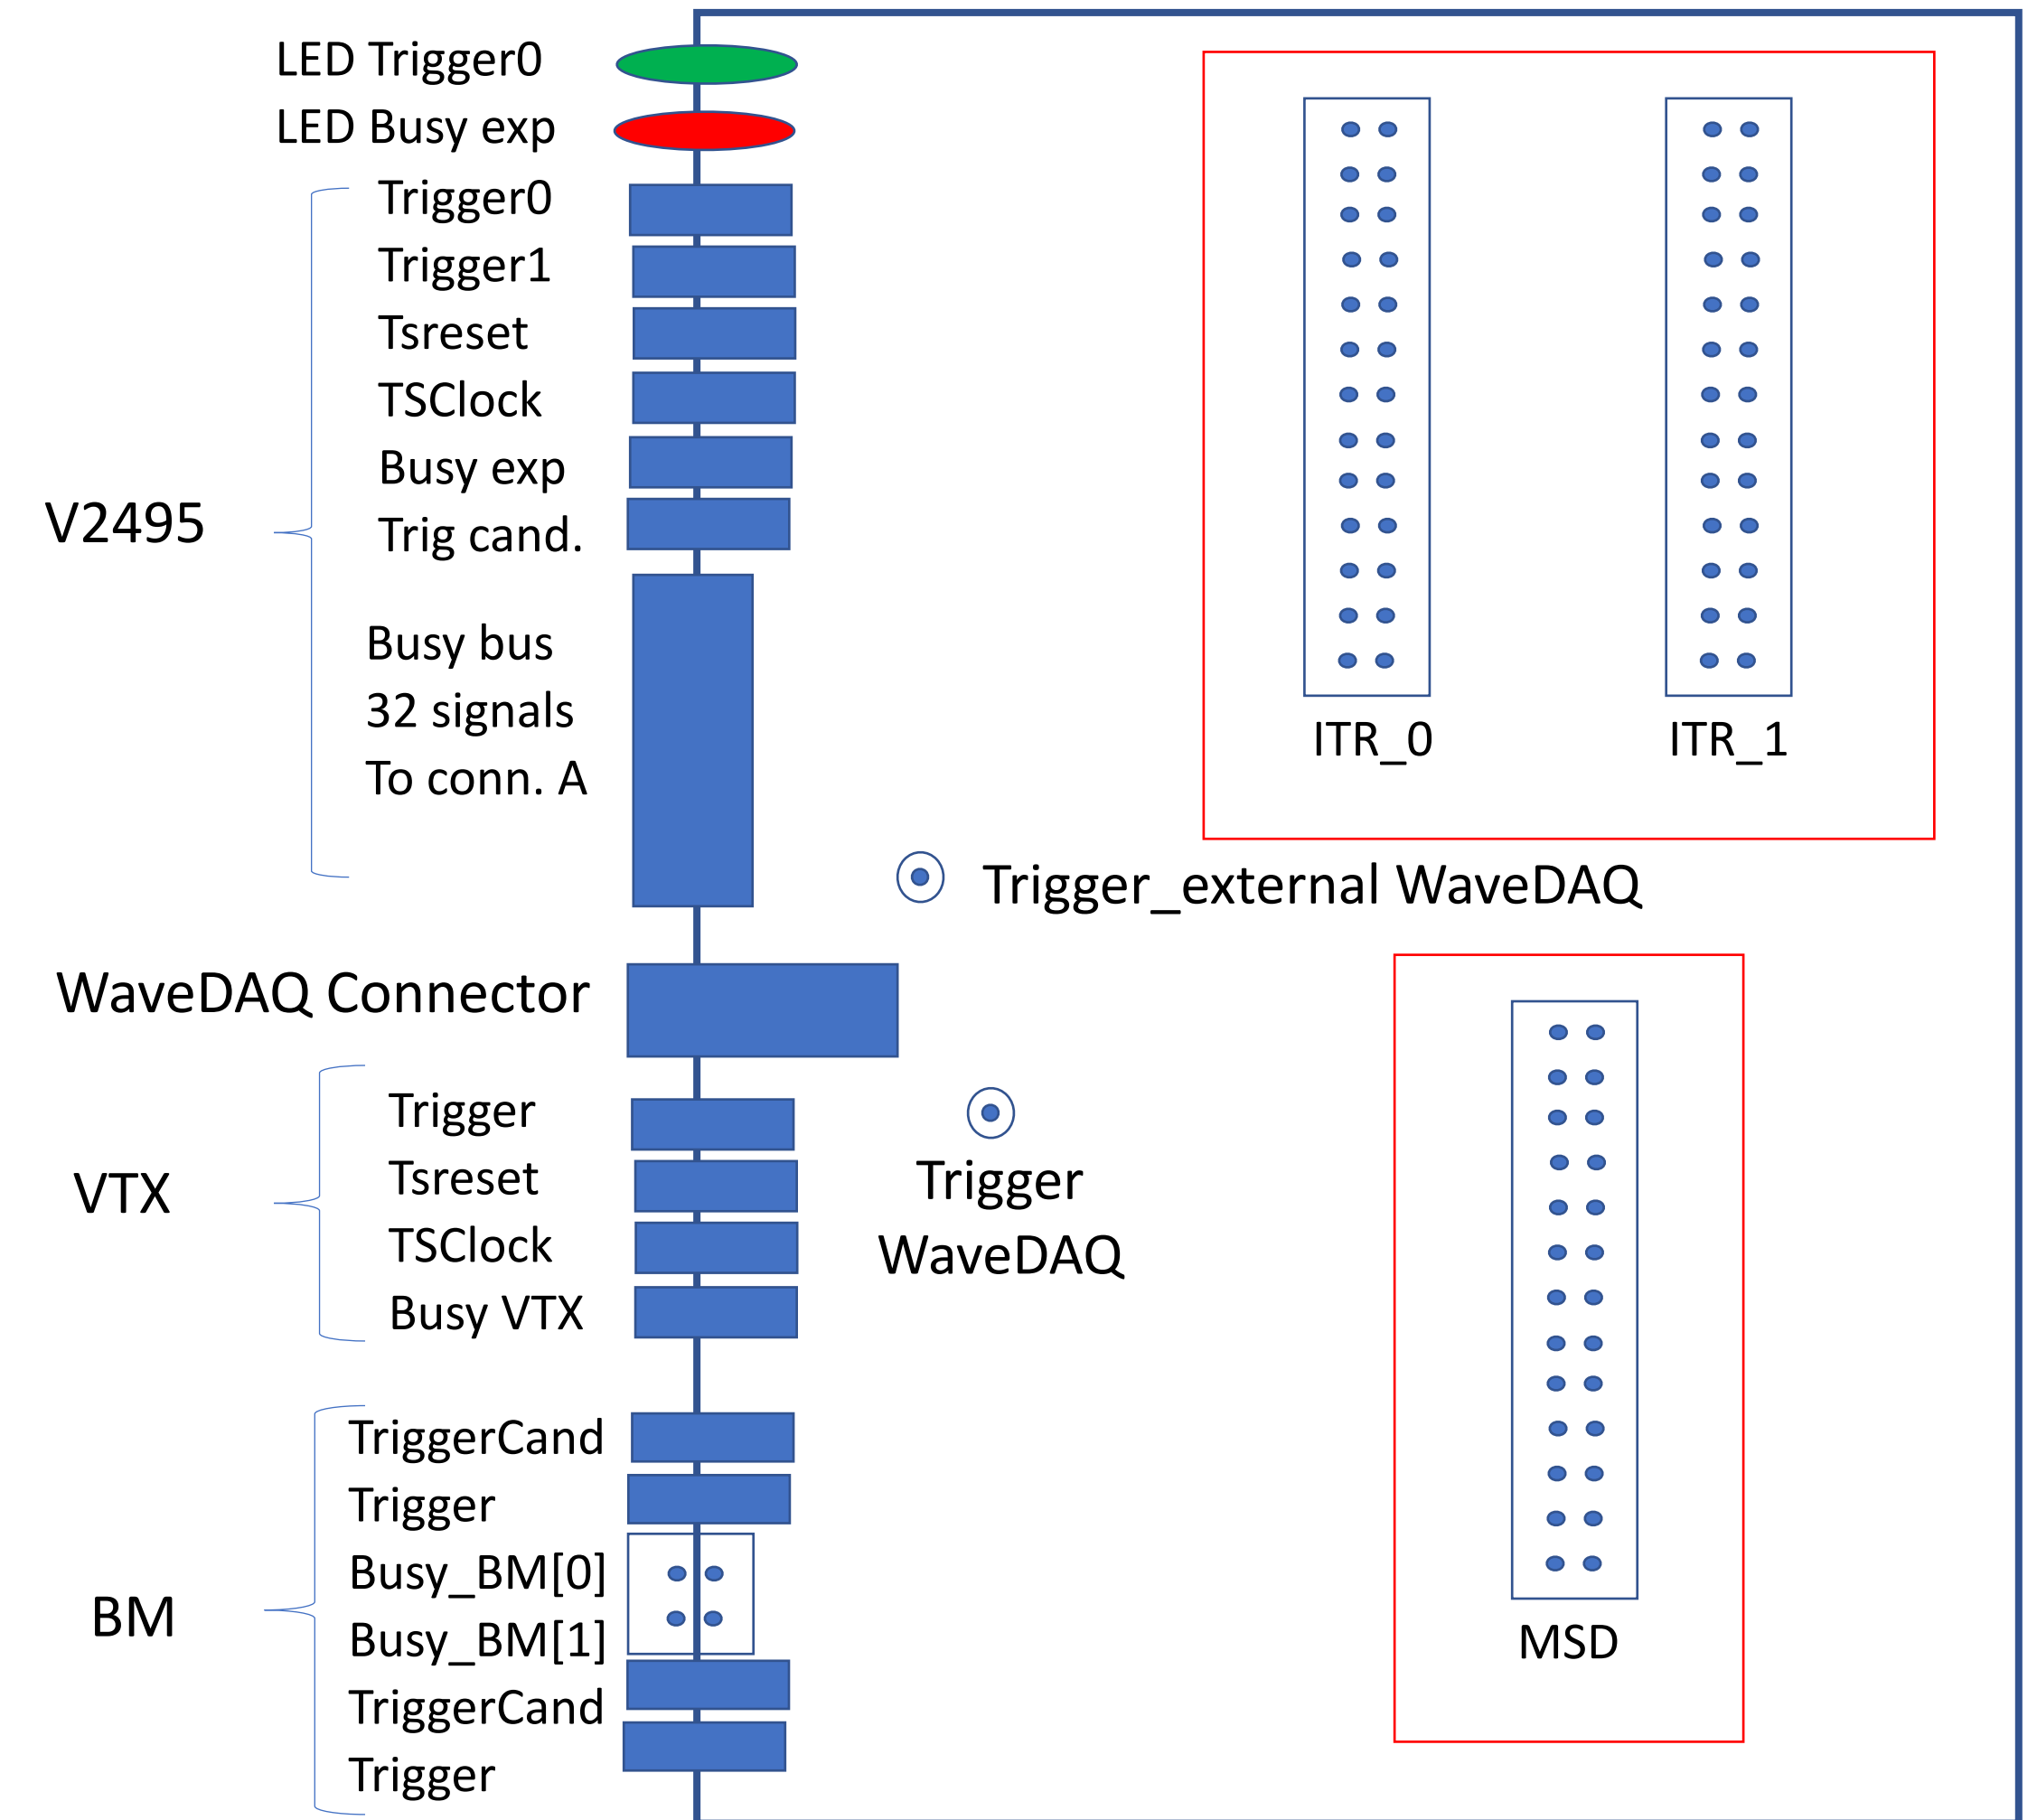 LED Trigger0
LED Busy exp
V2495
Trigger0
Trigger1
Tsreset
TSClock
Busy exp
Trig cand.
Busy bus
32 signals
To conn. A
WaveDAQ Connector
VTX
Trigger
Tsreset
TSClock
Busy VTX
BM
TriggerCand
Trigger
Busy_BM[0]
Busy_BM[1]
TriggerCand
Trigger
ITR_0
ITR_1
Trigger_external WaveDAQ
Trigger
WaveDAQ
MSD